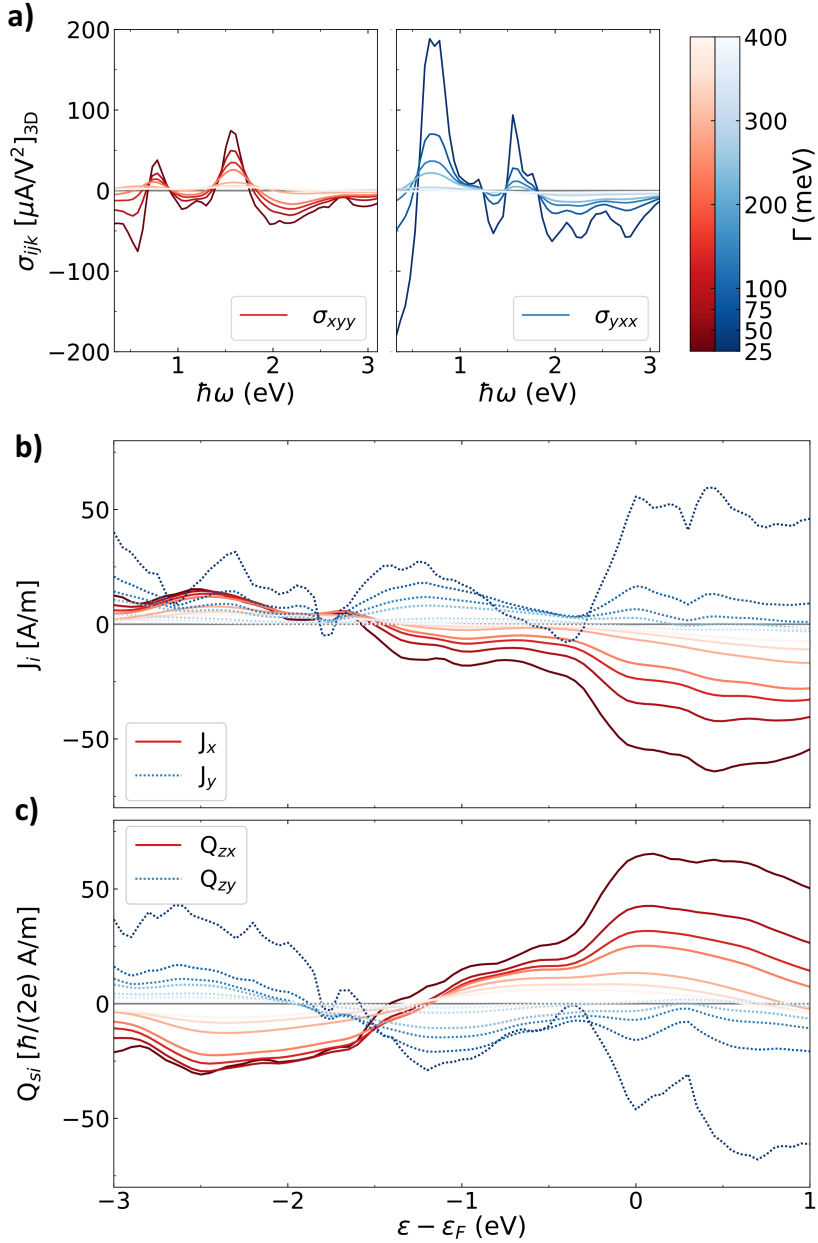 a)
200
100
0
−100
−200
σijk [μA/V²]3D
σxyy
σyxx
1
2
3
1
2
3
ħω (eV)
ħω (eV)
400
300
200
100
75
50
25
Γ (meV)
b)
50
0
−50
Ji [A/m]
Jx
Jy
c)
Qzx
Qzy
50
0
−50
Qsi [ħ/(2e) A/m]
−3
−2
−1
0
1
ε − εF (eV)